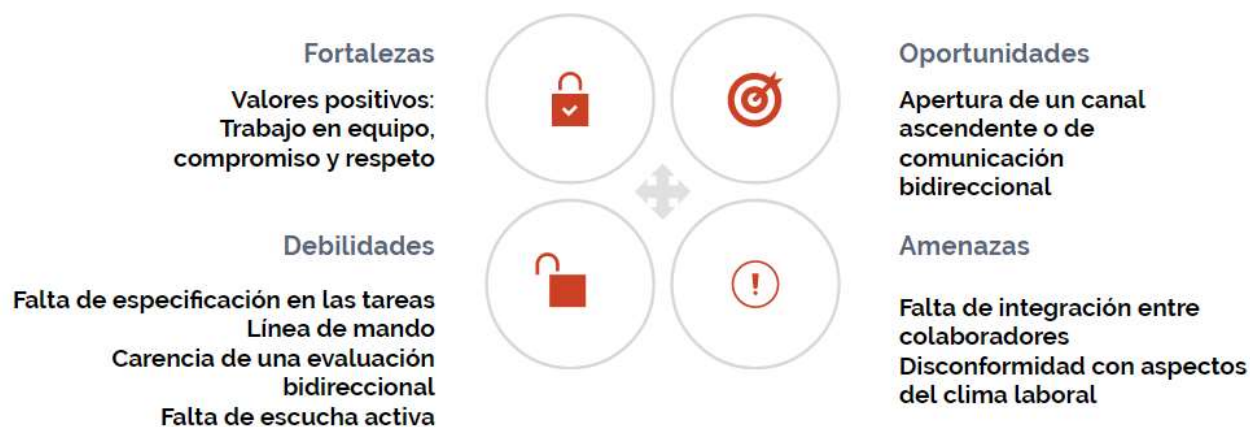 Fortalezas
Valores positivos:
Trabajo en equipo,
compromiso y respeto
Oportunidades
Apertura de un canal
ascendente o de
comunicación
bidireccional
Debilidades
Falta de especificación en las tareas
Línea de mando
Carencia de una evaluación
bidireccional
Falta de escucha activa
Amenazas
Falta de integración entre
colaboradores
Disconformidad con aspectos
del clima laboral